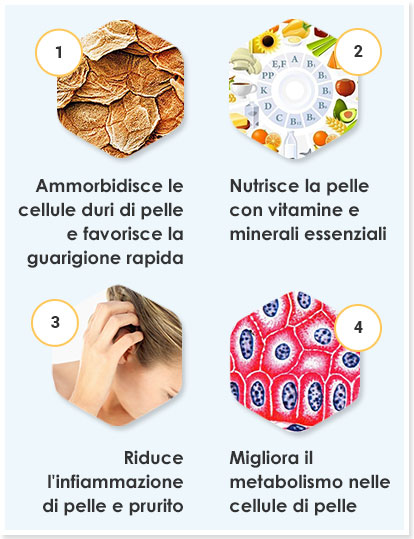 1
Ammorbidisce le
cellule duri di pelle
e favorisce la
guarigione rapida
2
E,F A B₁
PP B₂
K B₃
D B₆
C B₁₂ B₉
Nutrisce la pelle
con vitamine e
minerali essenziali
3
Riduce
l'infiammazione
di pelle e prurito
4
Migliora il
metabolismo nelle
cellule di pelle